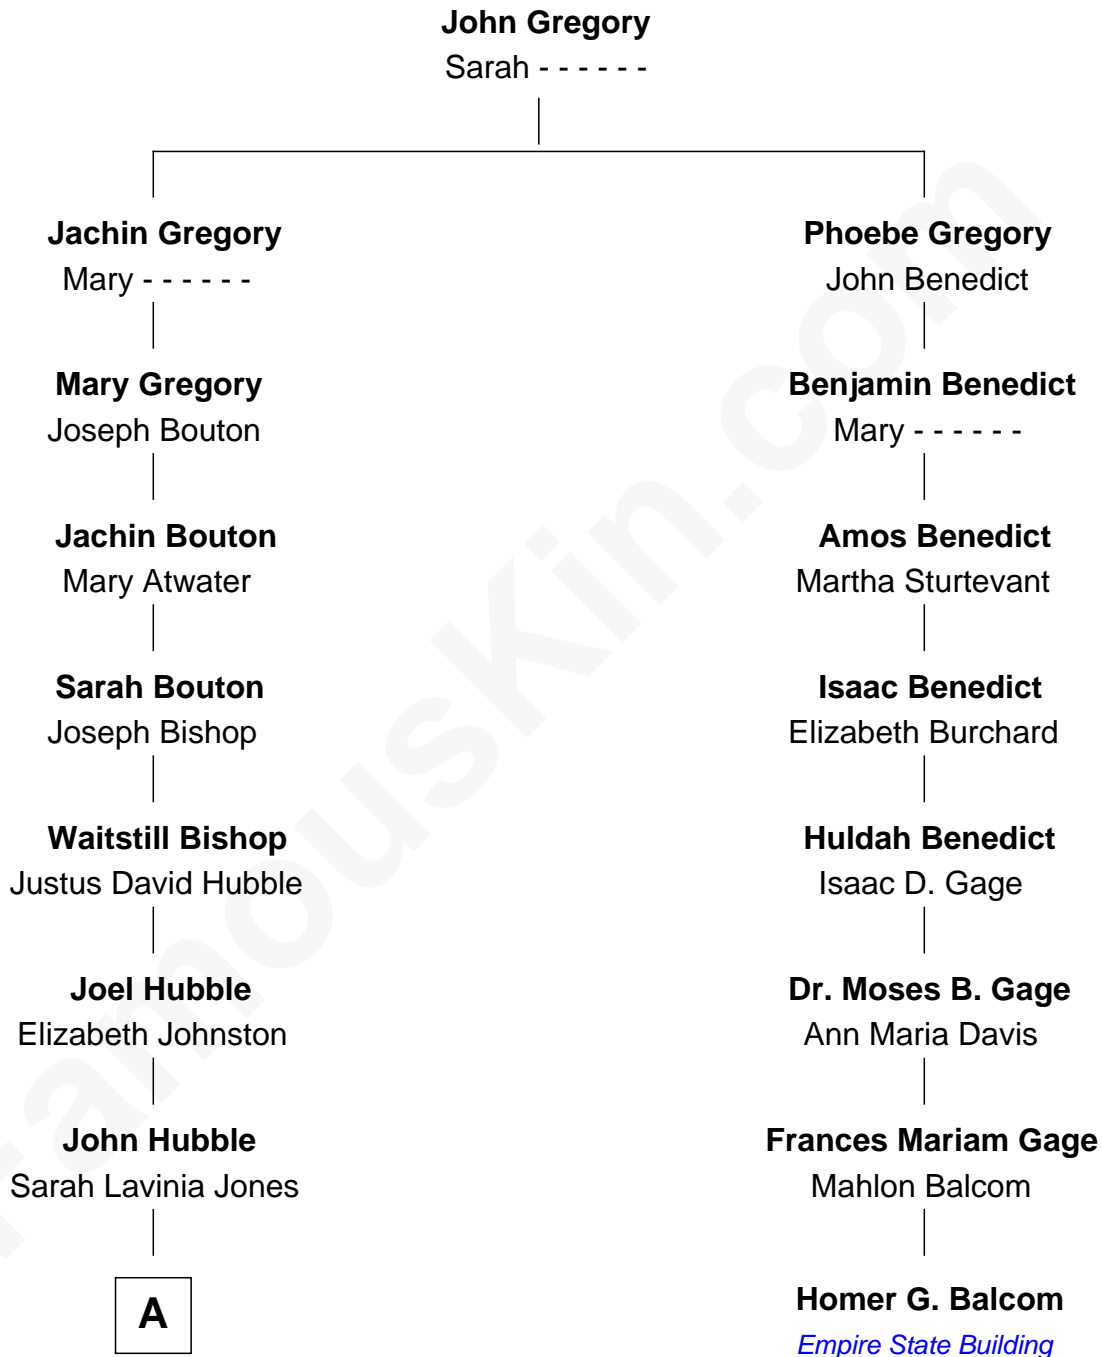 John Gregory
Sarah - - - - - -
Jachin Gregory
Mary - - - - - -
Phoebe Gregory
John Benedict
Mary Gregory
Joseph Bouton
Benjamin Benedict
Mary - - - - - -
Jachin Bouton
Mary Atwater
Amos Benedict
Martha Sturtevant
Sarah Bouton
Joseph Bishop
Isaac Benedict
Elizabeth Burchard
Waitstill Bishop
Justus David Hubble
Huldah Benedict
Isaac D. Gage
Joel Hubble
Elizabeth Johnston
Dr. Moses B. Gage
Ann Maria Davis
John Hubble
Sarah Lavinia Jones
Frances Mariam Gage
Mahlon Balcom
A
Homer G. Balcom
Empire State Building
FamousKin.com